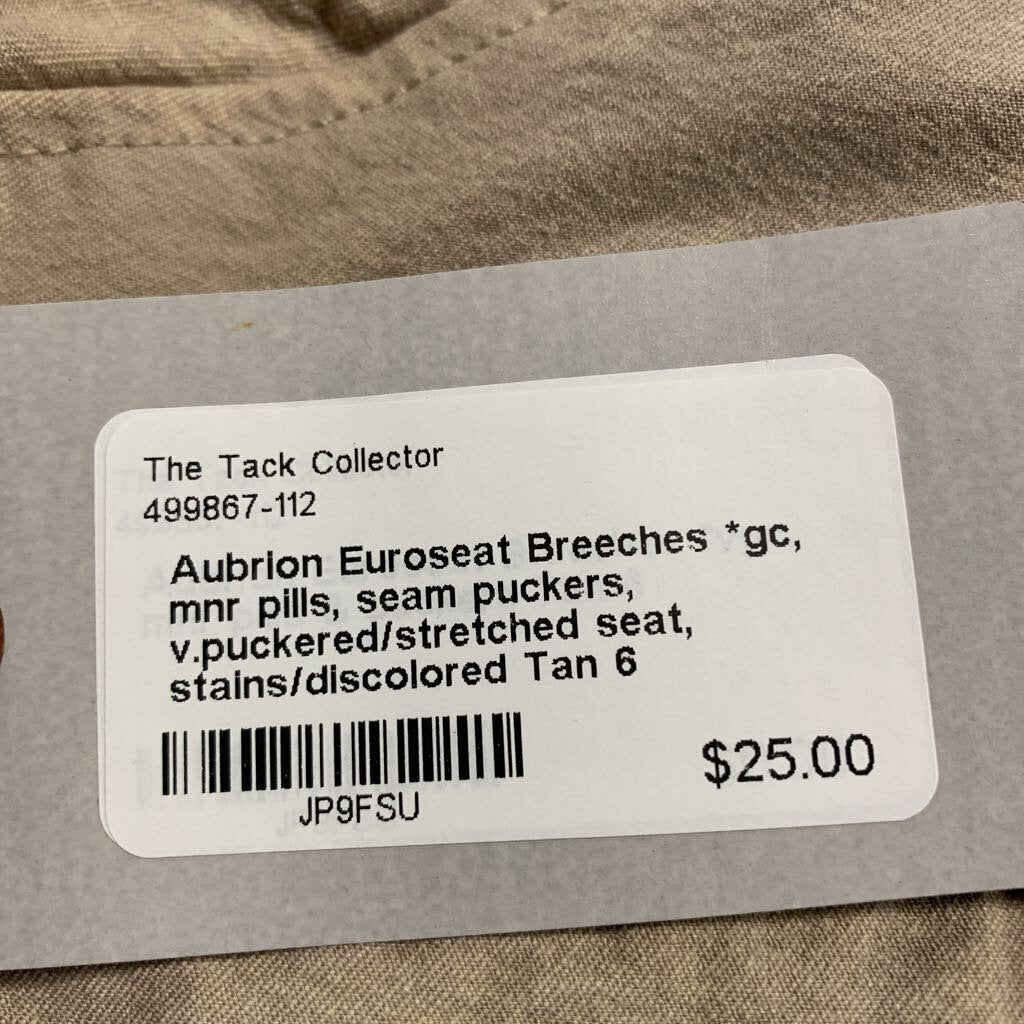 The Tack Collector
499867-112
Aubrion Euroseat Breeches *gc,
mnr pills, seam puckers,
v.puckered/stretched seat,
stains/discolored Tan 6
JP9FSU
$25.00